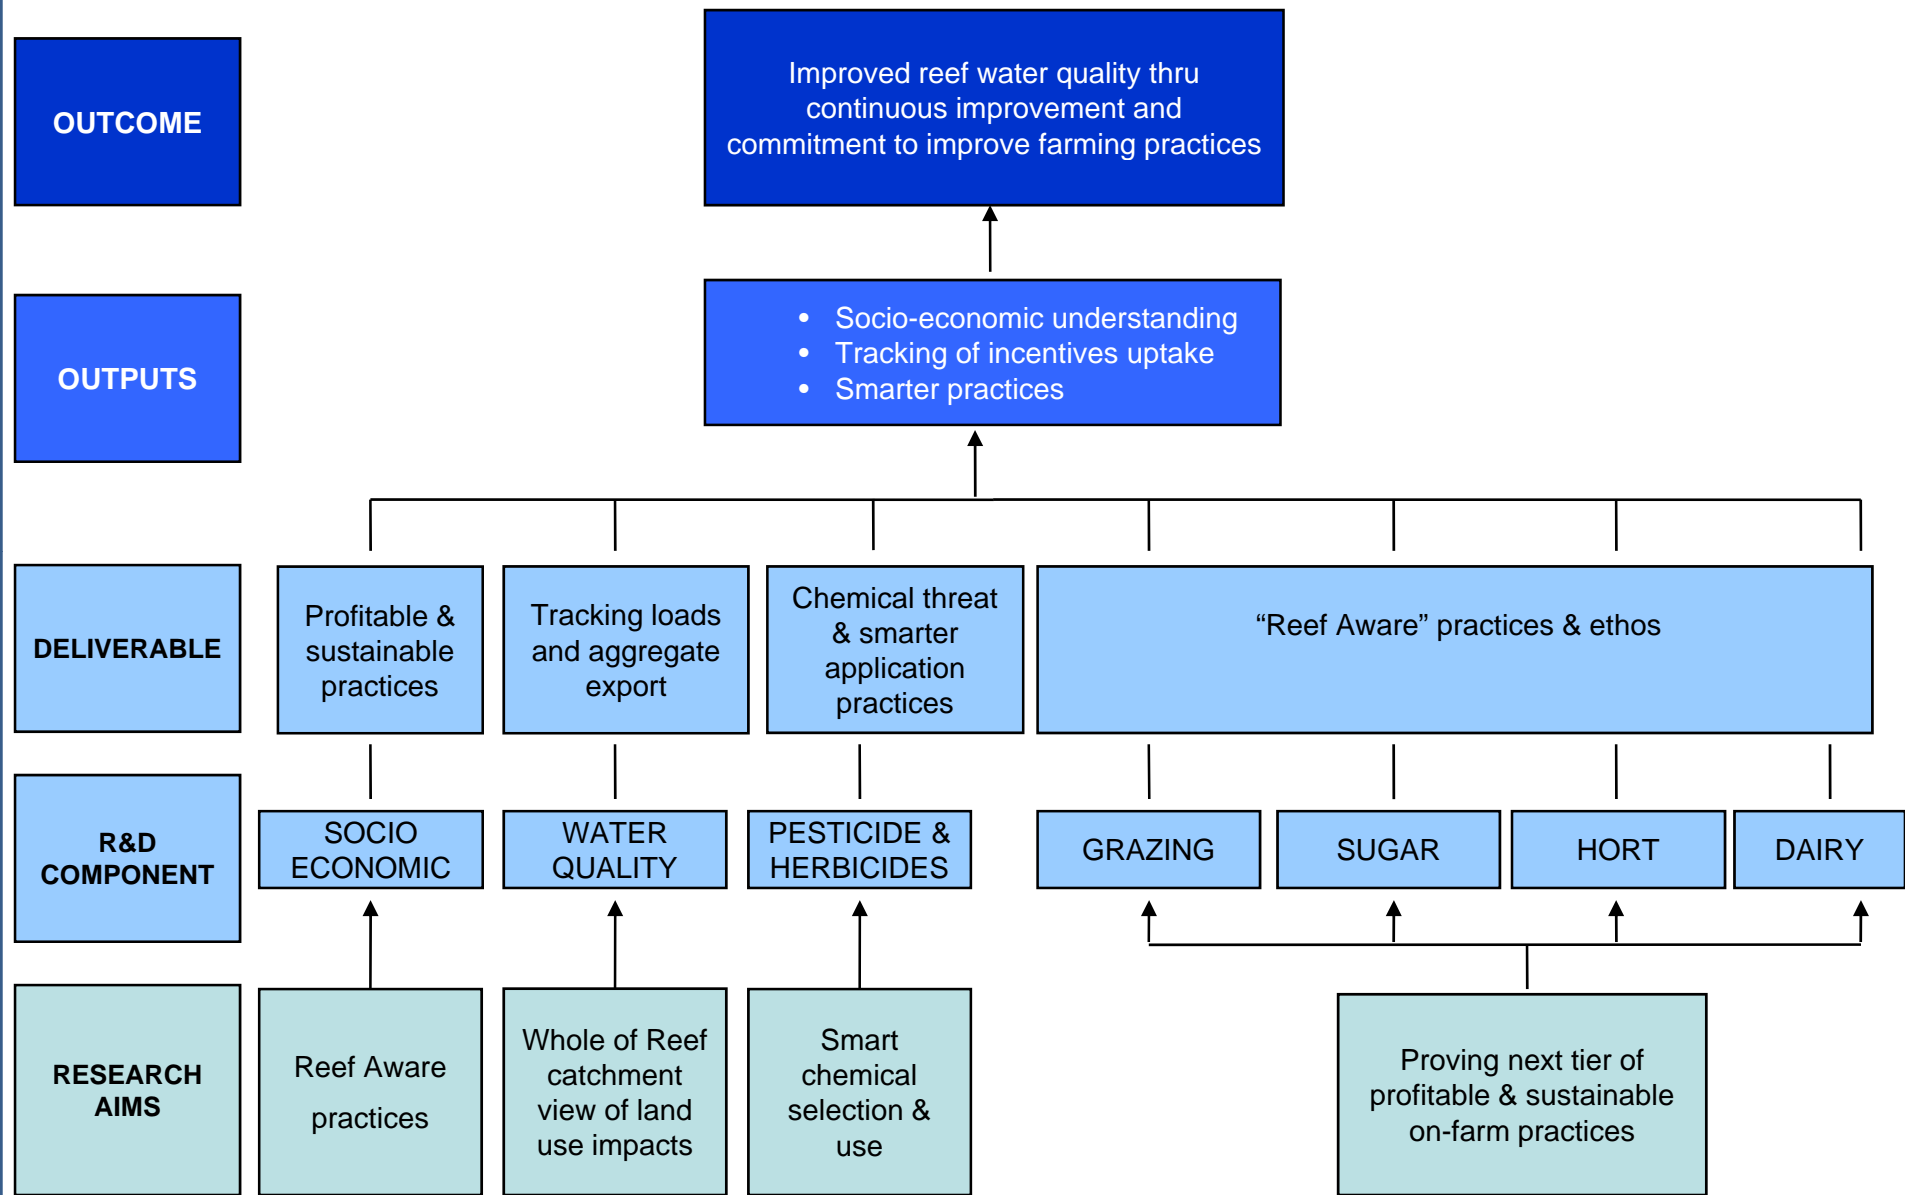 OUTCOME
Improved reef water quality thru
continuous improvement and
commitment to improve farming practices
OUTPUTS
• Socio-economic understanding
• Tracking of incentives uptake
• Smarter practices
DELIVERABLE
Profitable &
sustainable
practices
Tracking loads
and aggregate
export
Chemical threat
& smarter
application
practices
“Reef Aware” practices & ethos
R&D
COMPONENT
SOCIO
ECONOMIC
WATER
QUALITY
PESTICIDE &
HERBICIDES
GRAZING
SUGAR
HORT
DAIRY
RESEARCH
AIMS
Reef Aware
practices
Whole of Reef
catchment
view of land
use impacts
Smart
chemical
selection &
use
Proving next tier of
profitable & sustainable
on-farm practices